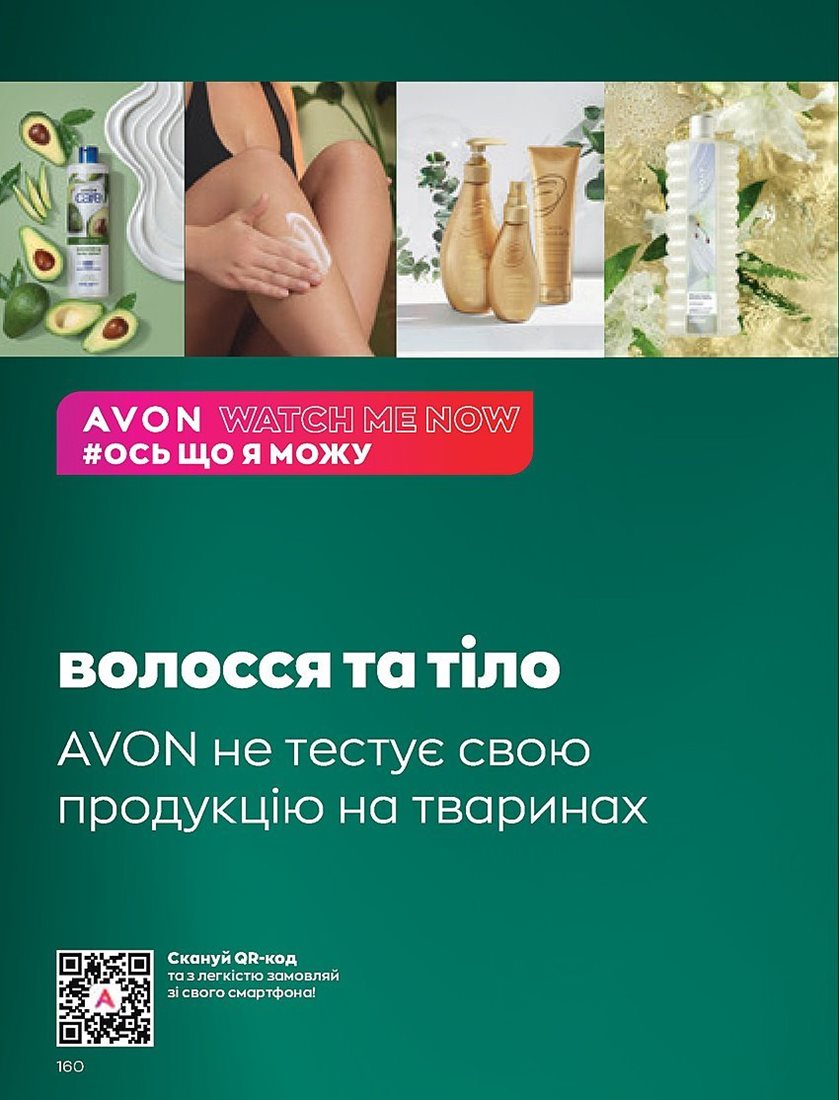 care
AVON WATCH ME NOW
#ОСЬ ЩО Я МОЖУ
волосся та тіло
AVON не тестує свою
продукцію на тваринах
Скануй QR-код
та з легкістю замовляй
зі свого смартфона!
A
160